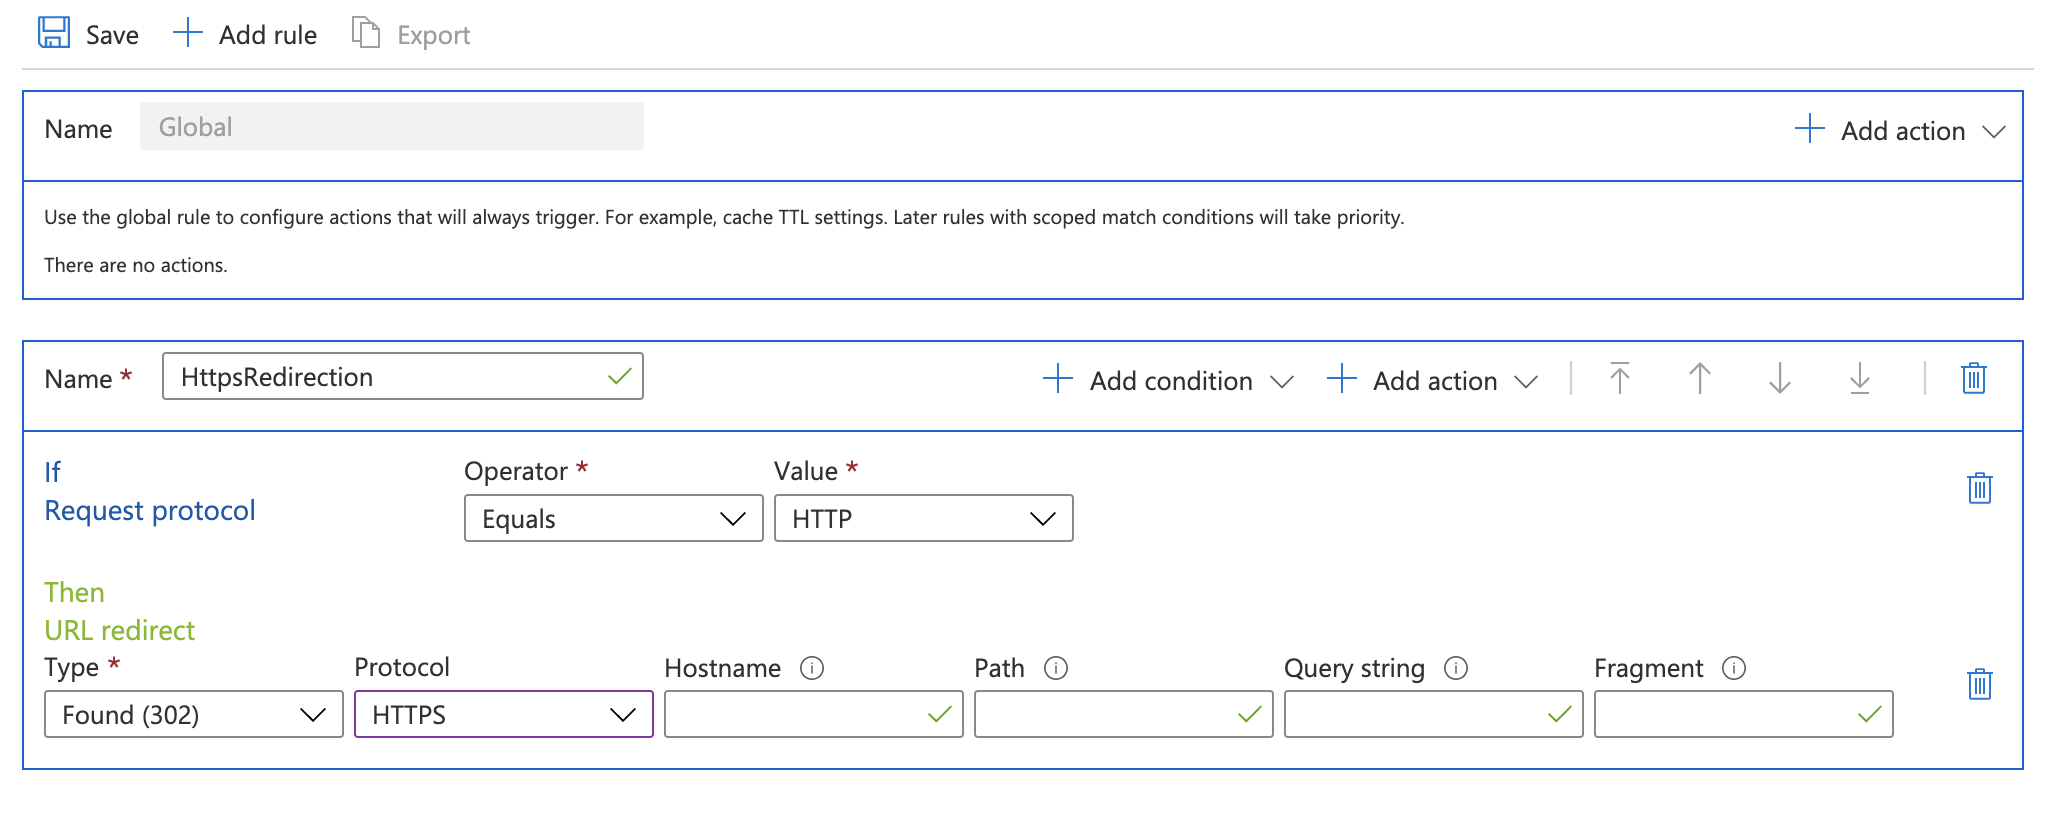 Save Add rule Export
Name Global Add action
Use the global rule to configure actions that will always trigger. For example, cache TTL settings. Later rules with scoped match conditions will take priority.
There are no actions.
Name * HttpsRedirection Add condition Add action
If Operator * Value *
Request protocol Equals HTTP
Then
URL redirect
Type * Protocol Hostname Path Query string Fragment
Found (302) HTTPS